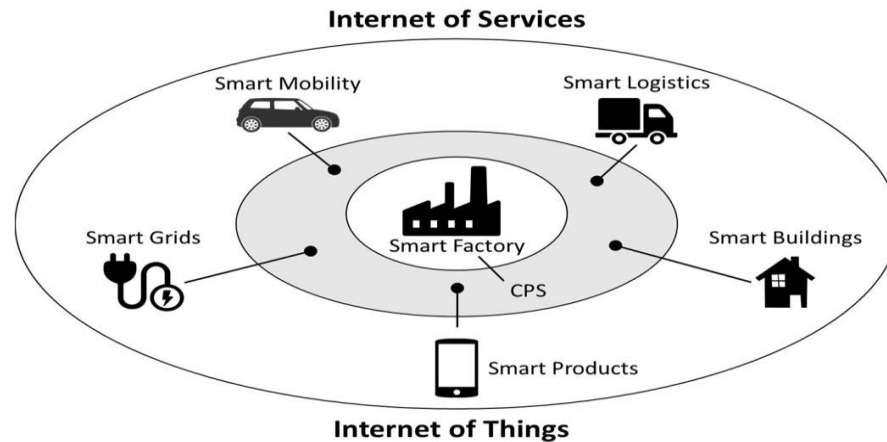 Internet of Services
Smart Mobility
Smart Logistics
Smart Grids
Smart Factory
Smart Buildings
CPS
Smart Products
Internet of Things